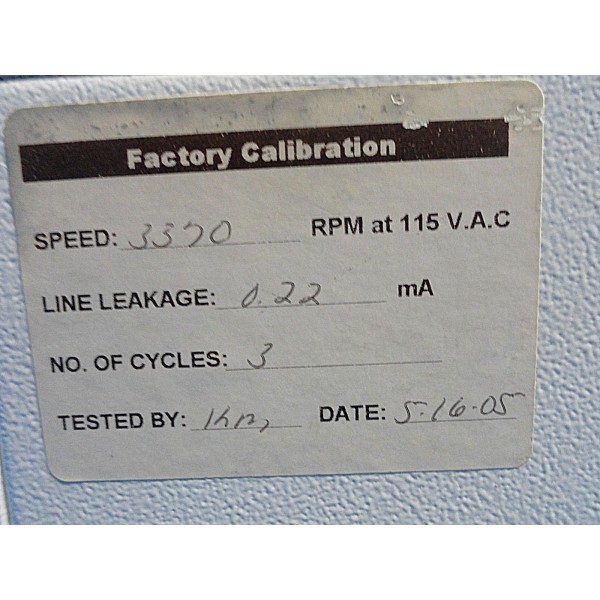 Factory Calibration
SPEED: 3370 RPM at 115 V.A.C
LINE LEAKAGE: 0.22 mA
NO. OF CYCLES: 3
TESTED BY: DATE: 5-16-05